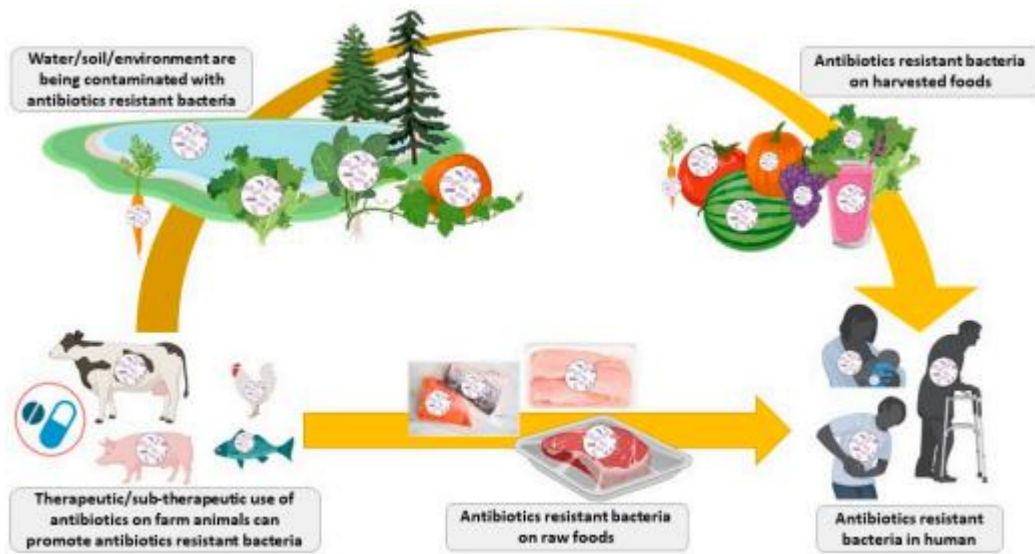 Water/soil/environment are
being contaminated with
antibiotics resistant bacteria
Antibiotics resistant bacteria
on harvested foods
Therapeutic/sub-therapeutic use of
antibiotics on farm animals can
promote antibiotics resistant bacteria
Antibiotics resistant bacteria
on raw foods
Antibiotics resistant
bacteria in human